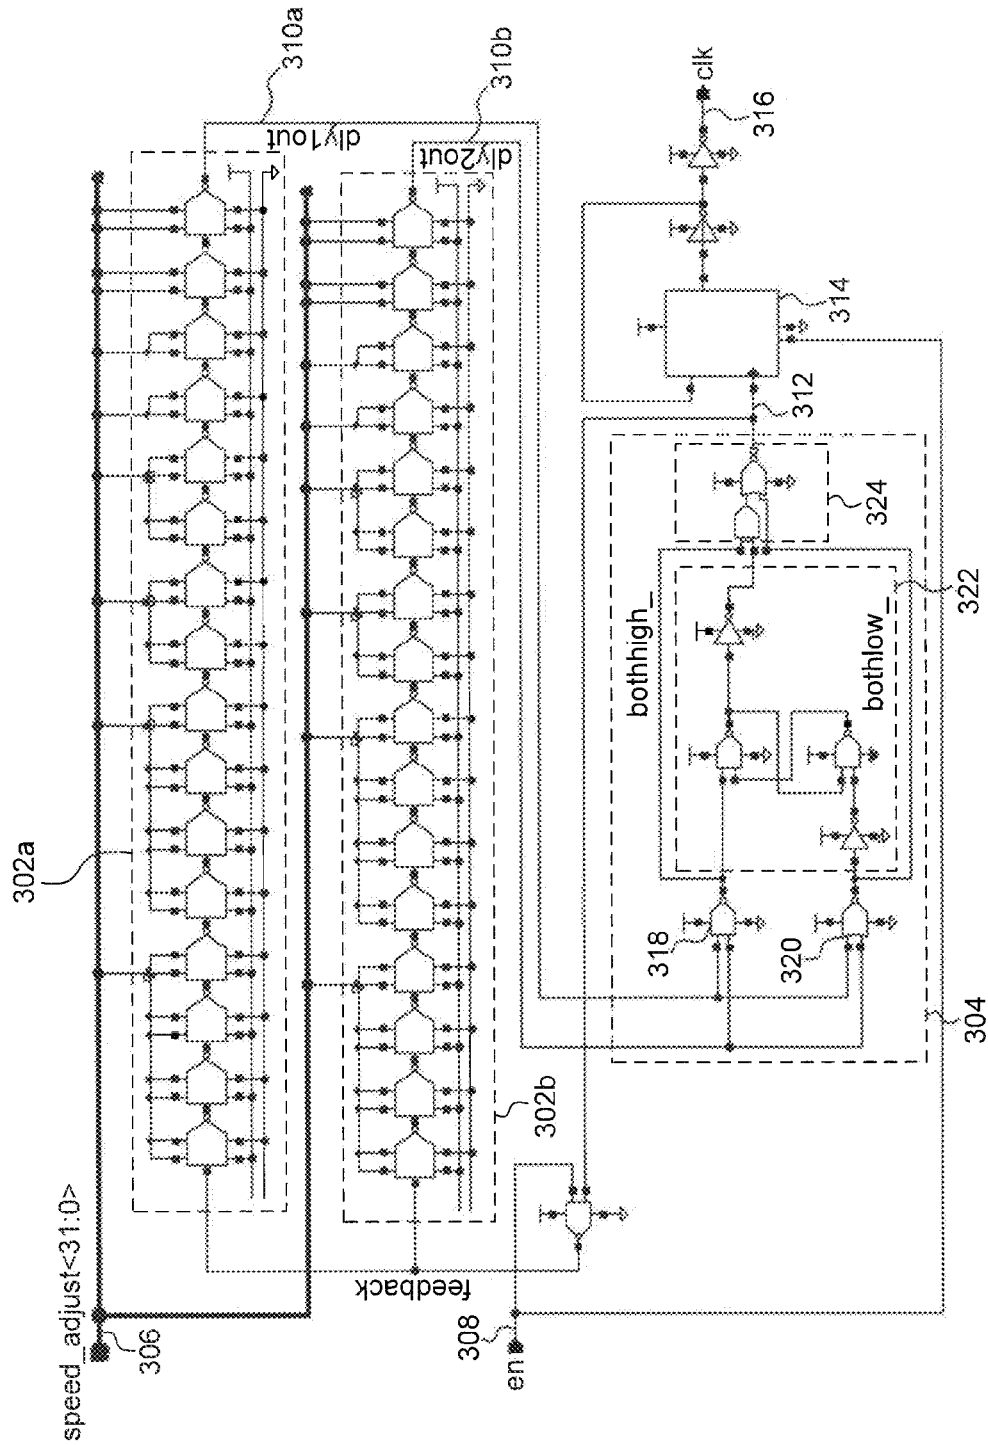 speed_adjust<31:0>
306
302a
310a
dly1out
310b
dly2out
302b
feedback
308
en
318
320
bothhigh_
bothlow_
322
324
304
312
314
316
clk